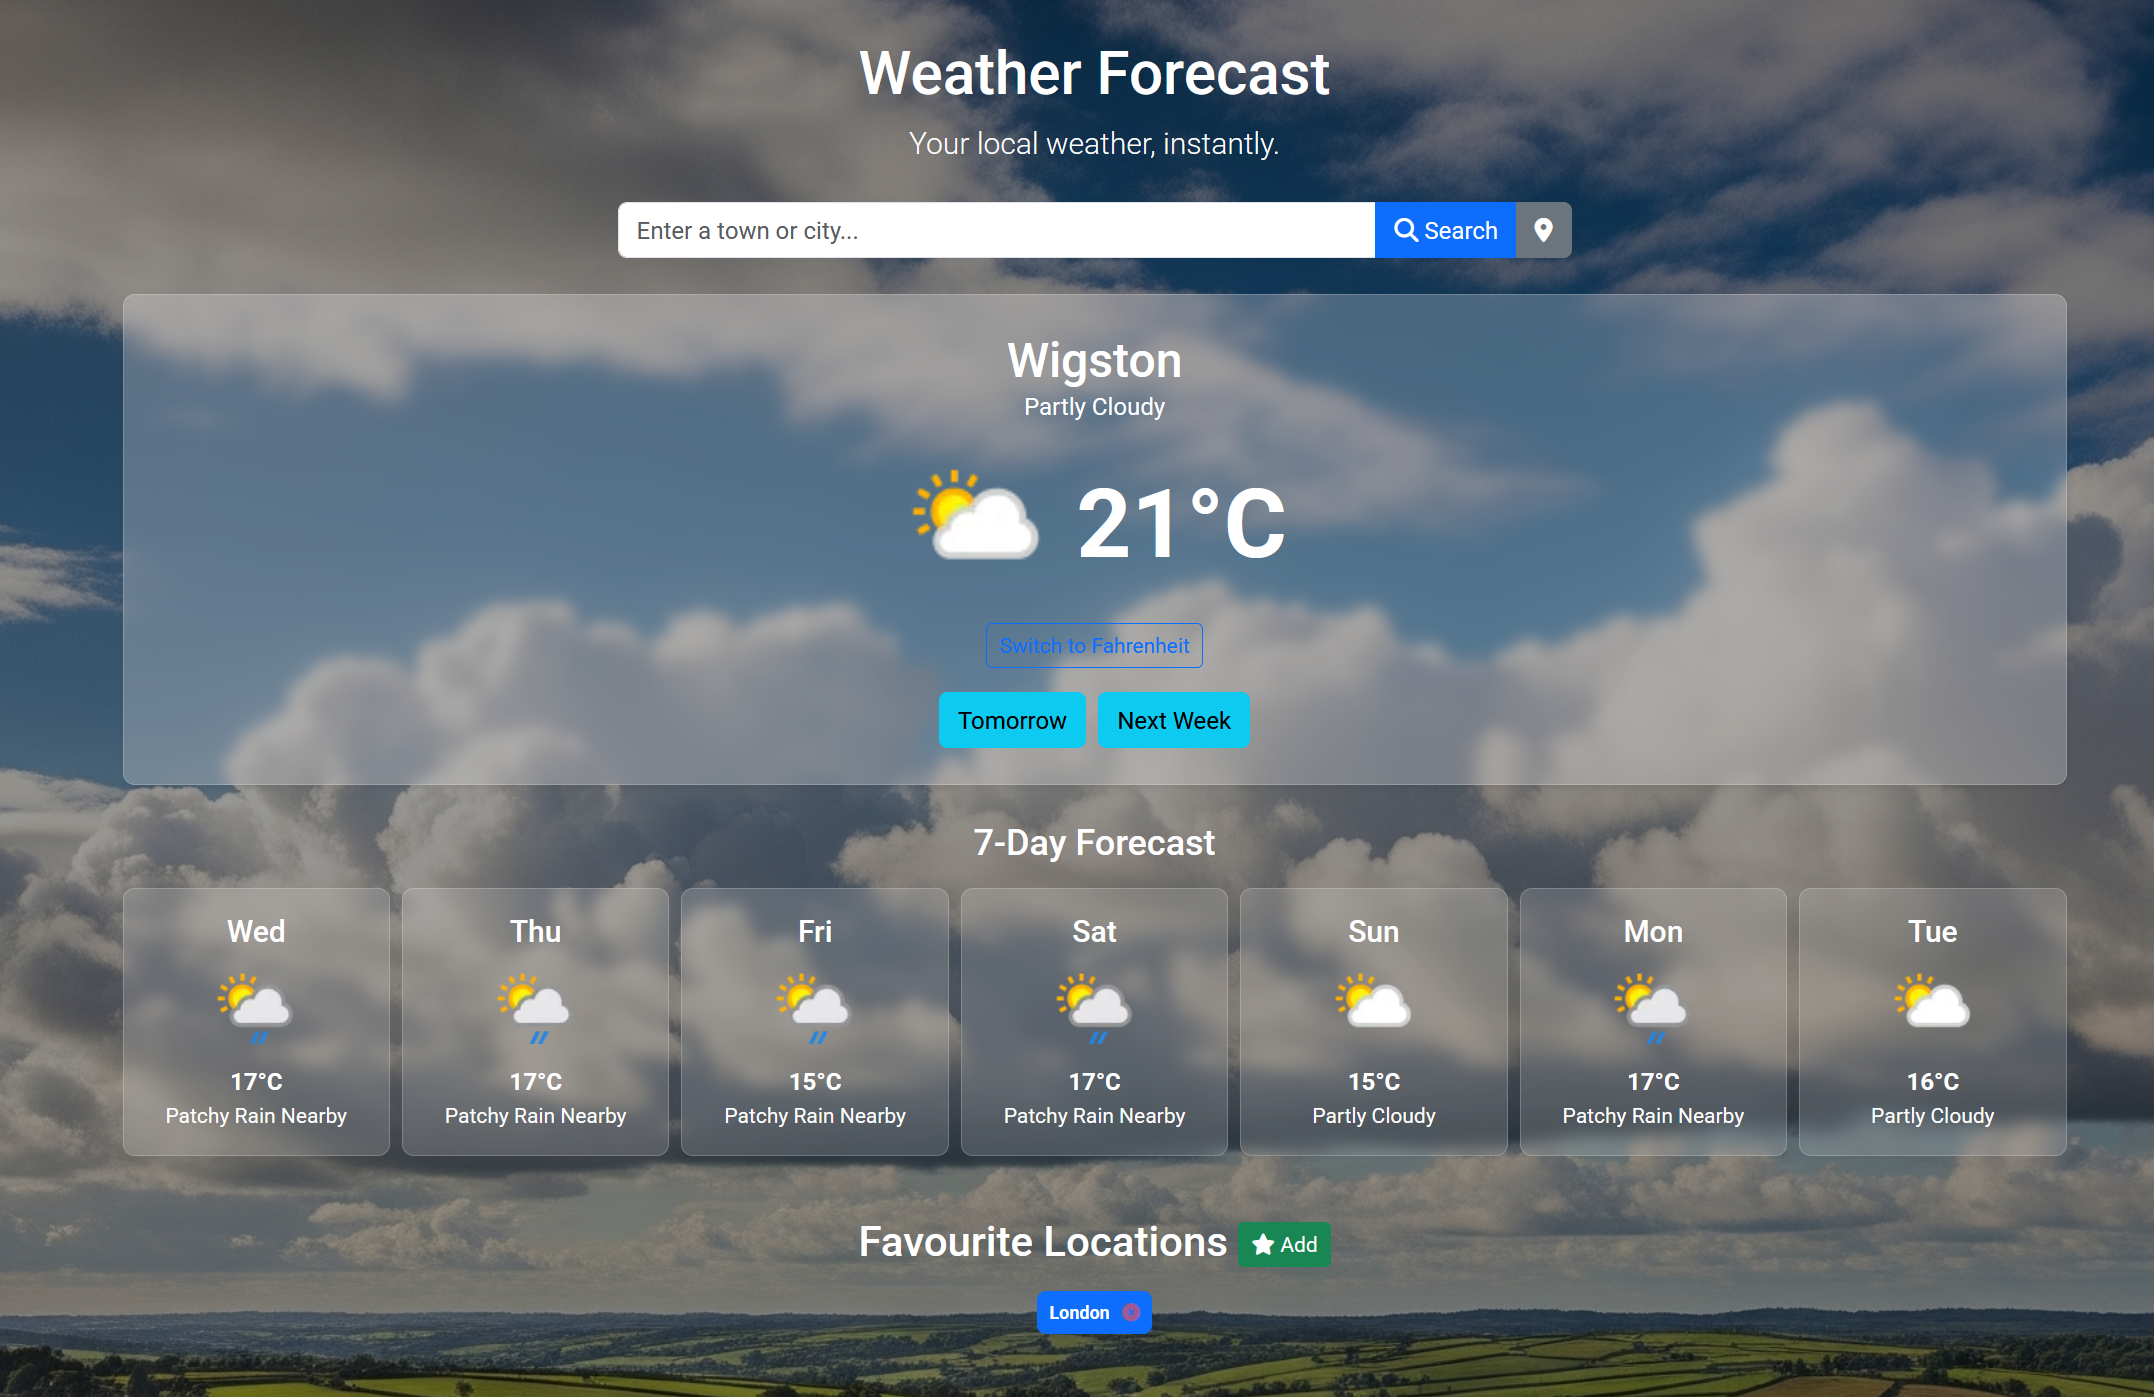 Weather Forecast
Your local weather, instantly.
Enter a town or city...
Search
Wigston
Partly Cloudy
21°C
Switch to Fahrenheit
Tomorrow
Next Week
7-Day Forecast
Wed
17°C
Patchy Rain Nearby
Thu
17°C
Patchy Rain Nearby
Fri
15°C
Patchy Rain Nearby
Sat
17°C
Patchy Rain Nearby
Sun
15°C
Partly Cloudy
Mon
17°C
Patchy Rain Nearby
Tue
16°C
Partly Cloudy
Favourite Locations
Add
London